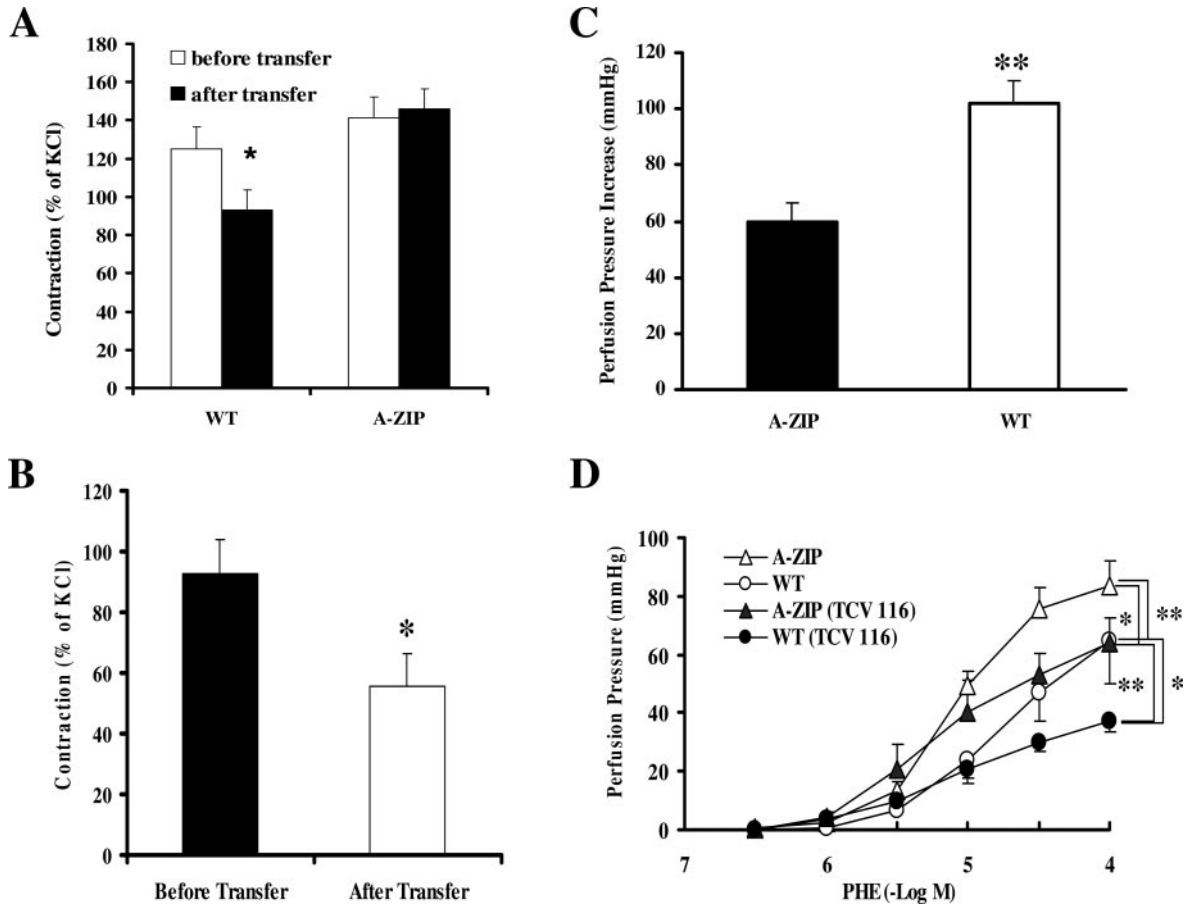 A
Contraction (% of KCl)
180
160
140
120
100
80
60
40
20
0
before transfer
after transfer
*
WT
A-ZIP
C
Perfusion Pressure Increase (mmHg)
120
100
80
60
40
20
0
**
A-ZIP
WT
B
Contraction (% of KCl)
120
100
80
60
40
20
0
*
Before Transfer
After Transfer
D
Perfusion Pressure (mmHg)
100
80
60
40
20
0
A-ZIP
WT
A-ZIP (TCV 116)
WT (TCV 116)
*
**
**
*
7
6
5
4
PHE (-Log M)